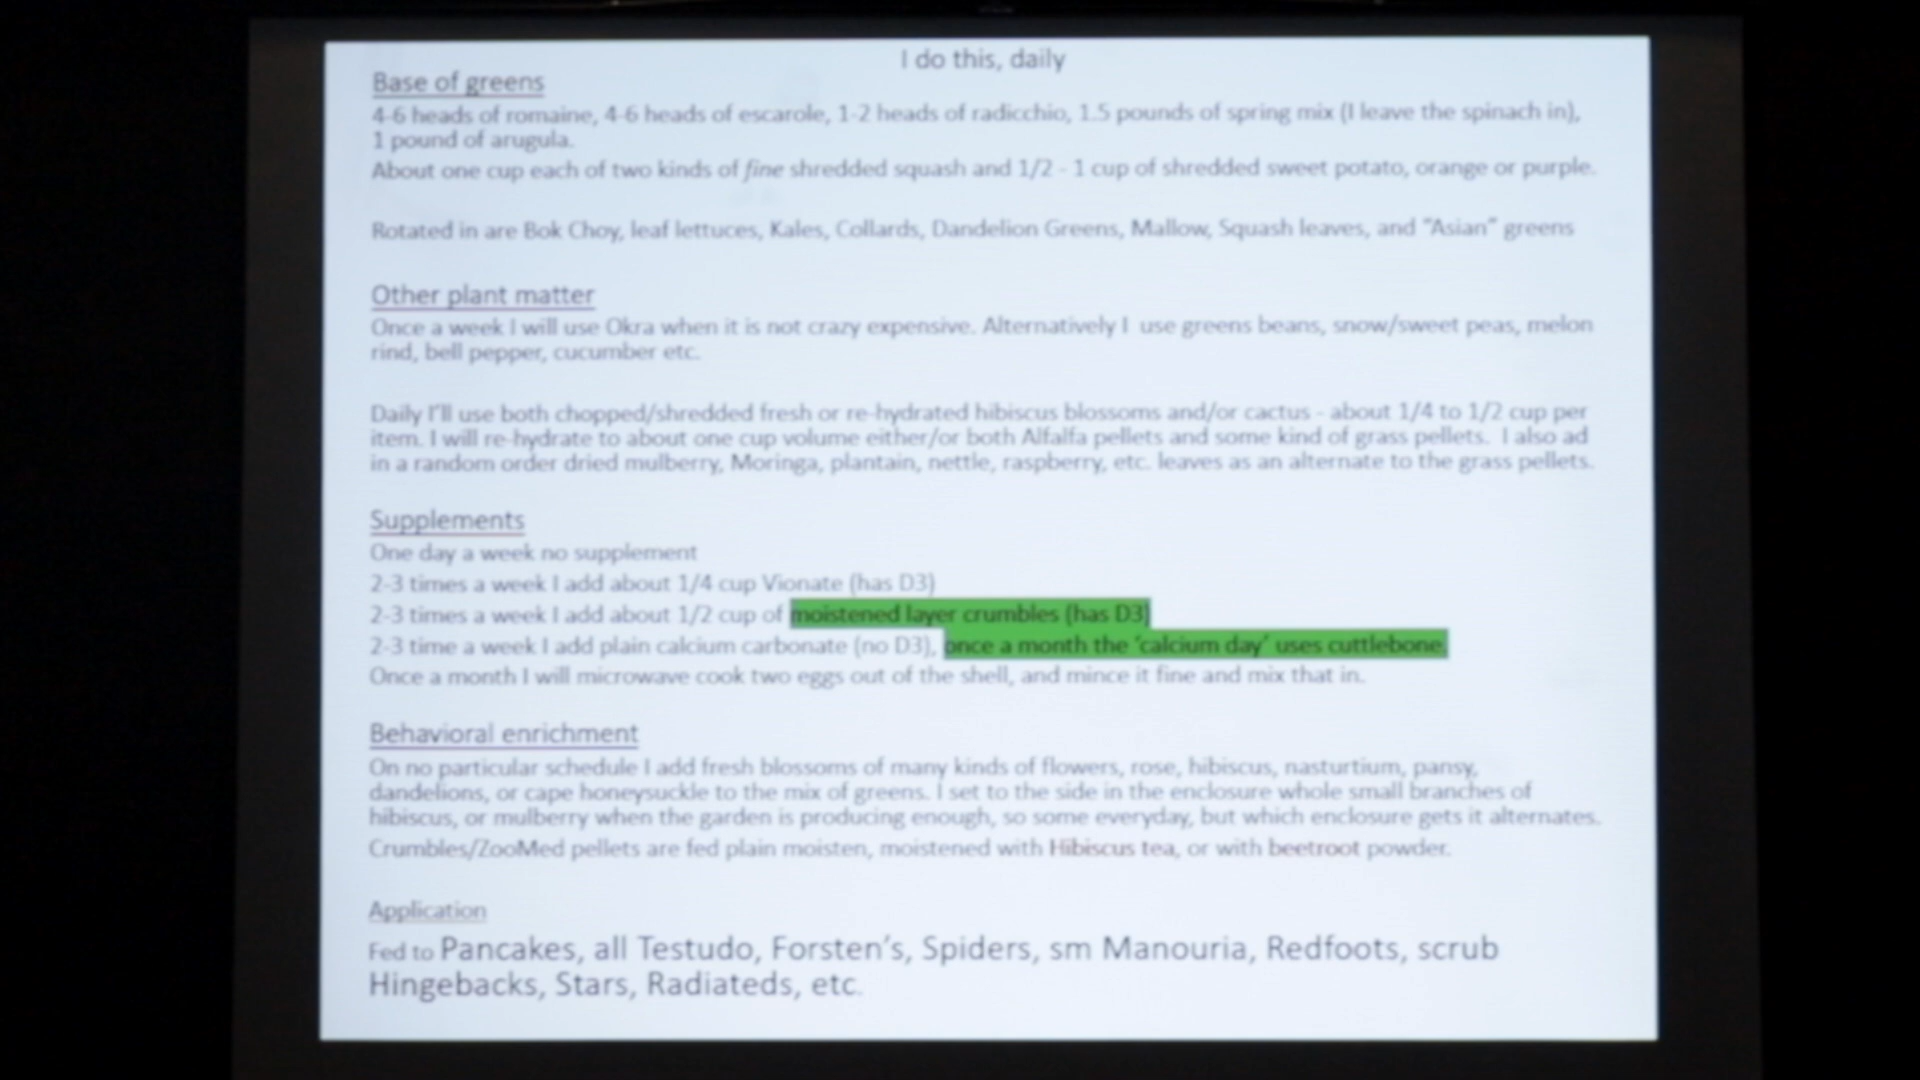 I do this, daily
Base of greens
4-6 heads of romaine, 4-6 heads of escarole, 1-2 heads of radicchio, 1.5 pounds of spring mix (I leave the spinach in),
1 pound of arugula.
About one cup each of two kinds of fine shredded squash and 1/2 - 1 cup of shredded sweet potato, orange or purple.
Rotated in are Bok Choy, leaf lettuces, Kales, Collards, Dandelion Greens, Mallow, Squash leaves, and "Asian" greens
Other plant matter
Once a week I will use Okra when it is not crazy expensive. Alternatively I use greens beans, snow/sweet peas, melon
rind, bell pepper, cucumber etc.
Daily I'll use both chopped/shredded fresh or re-hydrated hibiscus blossoms and/or cactus - about 1/4 to 1/2 cup per
item. I will re-hydrate to about one cup volume either/or both Alfalfa pellets and some kind of grass pellets. I also ad
in a random order dried mulberry, Moringa, plantain, nettle, raspberry, etc. leaves as an alternate to the grass pellets.
Supplements
One day a week no supplement
2-3 times a week I add about 1/4 cup Vionate (has D3)
2-3 times a week I add about 1/2 cup of moistened layer crumbles (has D3)
2-3 time a week I add plain calcium carbonate (no D3), once a month the 'calcium day' uses cuttlebone.
Once a month I will microwave cook two eggs out of the shell, and mince it fine and mix that in.
Behavioral enrichment
On no particular schedule I add fresh blossoms of many kinds of flowers, rose, hibiscus, nasturtium, pansy,
dandelions, or cape honeysuckle to the mix of greens. I set to the side in the enclosure whole small branches of
hibiscus, or mulberry when the garden is producing enough, so some everyday, but which enclosure gets it alternates.
Crumbles/ZooMed pellets are fed plain moisten, moistened with Hibiscus tea, or with beetroot powder.
Application
Fed to Pancakes, all Testudo, Forsten's, Spiders, sm Manouria, Redfoots, scrub
Hingebacks, Stars, Radiateds, etc.